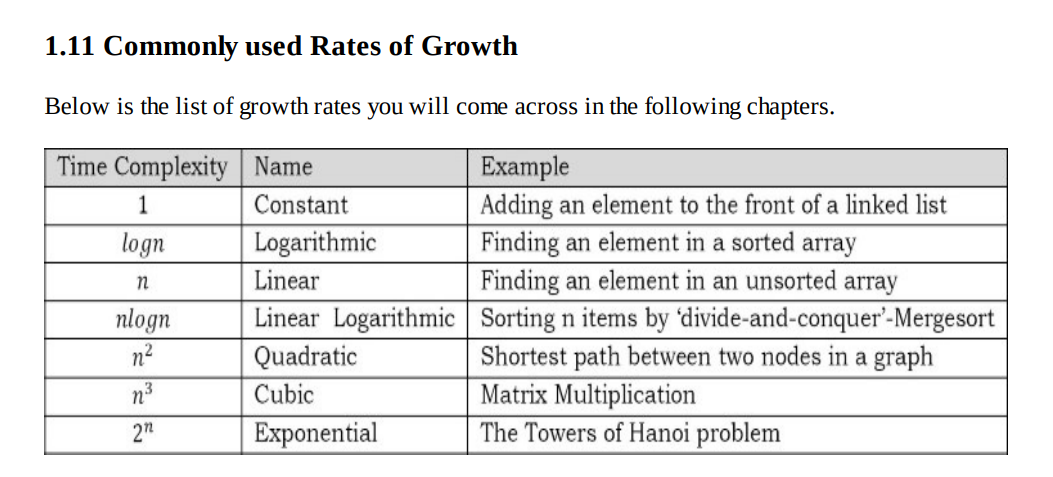 1.11 Commonly used Rates of Growth
Below is the list of growth rates you will come across in the following chapters.
Time Complexity Name Example
1 Constant Adding an element to the front of a linked list
logn Logarithmic Finding an element in a sorted array
n Linear Finding an element in an unsorted array
nlogn Linear Logarithmic Sorting n items by ‘divide-and-conquer’-Mergesort
n² Quadratic Shortest path between two nodes in a graph
n³ Cubic Matrix Multiplication
2ⁿ Exponential The Towers of Hanoi problem